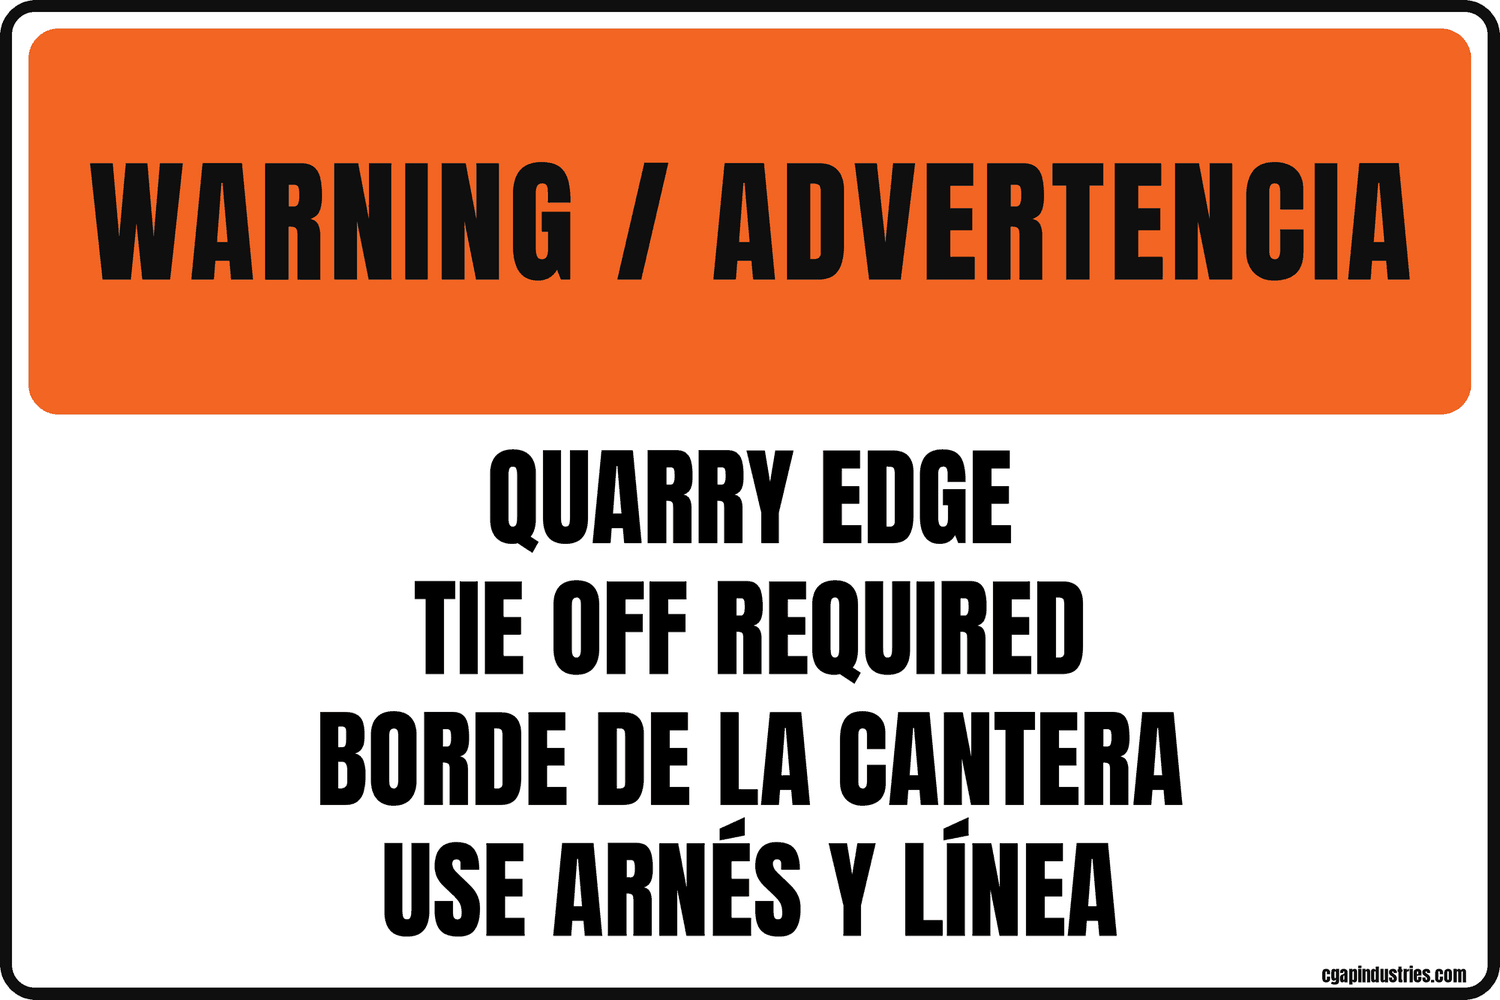 WARNING / ADVERTENCIA
QUARRY EDGE
TIE OFF REQUIRED
BORDE DE LA CANTERA
USE ARNÉS Y LÍNEA
cgapindustries.com